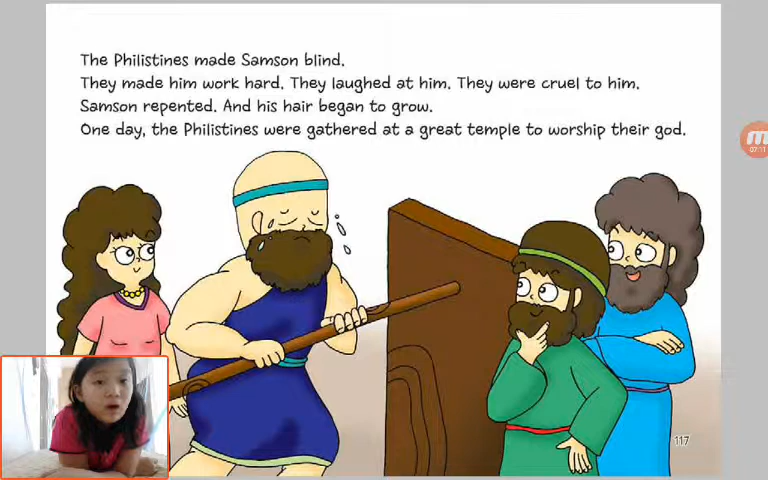 The Philistines made Samson blind.
They made him work hard. They laughed at him. They were cruel to him.
Samson repented. And his hair began to grow.
One day, the Philistines were gathered at a great temple to worship their god.
M
07:11
117